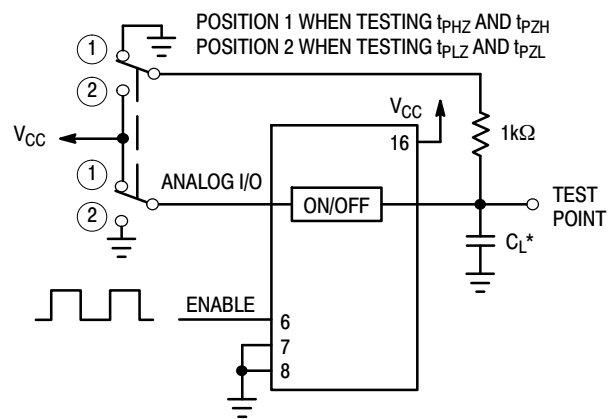 POSITION 1 WHEN TESTING tPHZ AND tPZH
POSITION 2 WHEN TESTING tPLZ AND tPZL
1
2
VCC
VCC
16
1kΩ
1
2
ANALOG I/O
ON/OFF
TEST
POINT
CL*
ENABLE
6
7
8